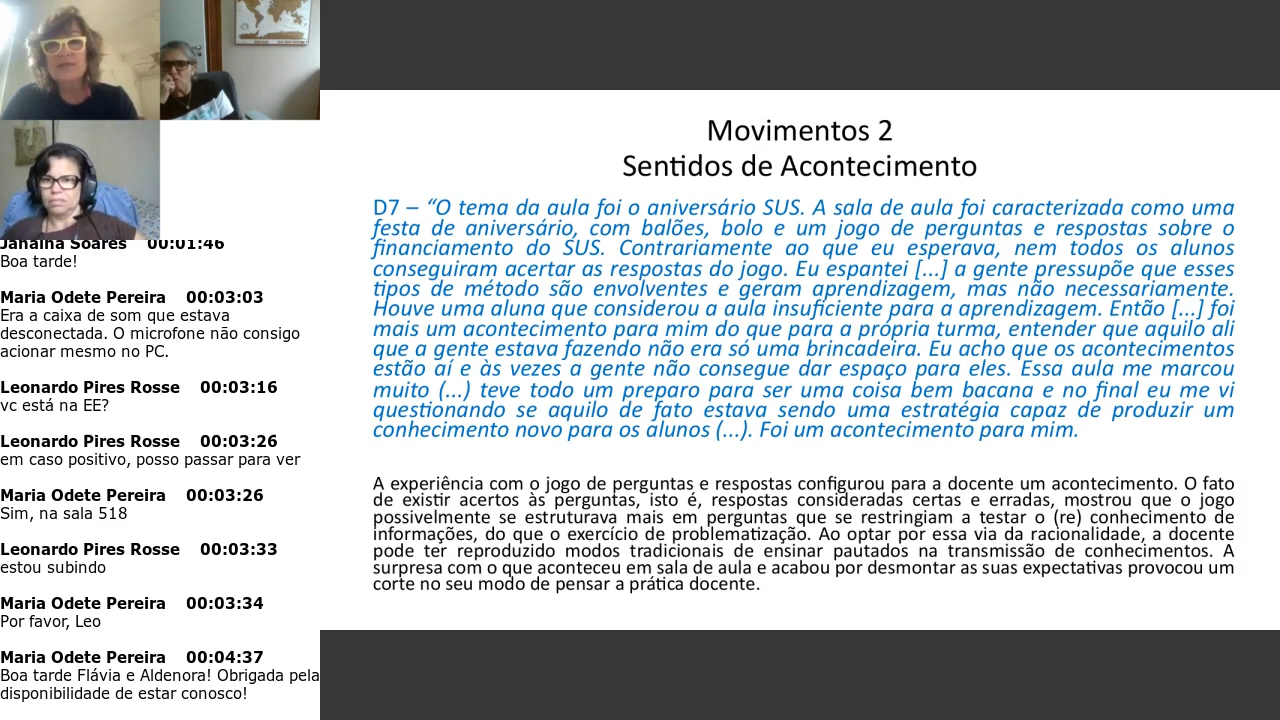 Janaina Soares 00:01:46
Boa tarde!
Maria Odete Pereira 00:03:03
Era a caixa de som que estava
desconectada. O microfone não consigo
acionar mesmo no PC.
Leonardo Pires Rosse 00:03:16
vc está na EE?
Leonardo Pires Rosse 00:03:26
em caso positivo, posso passar para ver
Maria Odete Pereira 00:03:26
Sim, na sala 518
Leonardo Pires Rosse 00:03:33
estou subindo
Maria Odete Pereira 00:03:34
Por favor, Leo
Maria Odete Pereira 00:04:37
Boa tarde Flávia e Aldenora! Obrigada pela
disponibilidade de estar conosco!
Movimentos 2
Sentidos de Acontecimento
D7 – “O tema da aula foi o aniversário SUS. A sala de aula foi caracterizada como uma
festa de aniversário, com balões, bolo e um jogo de perguntas e respostas sobre o
financiamento do SUS. Contrariamente ao que eu esperava, nem todos os alunos
conseguiram acertar as respostas do jogo. Eu espantei [...] a gente pressupõe que esses
tipos de método são envolventes e geram aprendizagem, mas não necessariamente.
Houve uma aluna que considerou a aula insuficiente para a aprendizagem. Então [...] foi
mais um acontecimento para mim do que para a própria turma, entender que aquilo ali
que a gente estava fazendo não era só uma brincadeira. Eu acho que os acontecimentos
estão aí e às vezes a gente não consegue dar espaço para eles. Essa aula me marcou
muito (...) teve todo um preparo para ser uma coisa bem bacana e no final eu me vi
questionando se aquilo de fato estava sendo uma estratégia capaz de produzir um
conhecimento novo para os alunos (...). Foi um acontecimento para mim.
A experiência com o jogo de perguntas e respostas configurou para a docente um acontecimento. O fato
de existir acertos às perguntas, isto é, respostas consideradas certas e erradas, mostrou que o jogo
possivelmente se estruturava mais em perguntas que se restringiam a testar o (re) conhecimento de
informações, do que o exercício de problematização. Ao optar por essa via da racionalidade, a docente
pode ter reproduzido modos tradicionais de ensinar pautados na transmissão de conhecimentos. A
surpresa com o que aconteceu em sala de aula e acabou por desmontar as suas expectativas provocou um
corte no seu modo de pensar a prática docente.